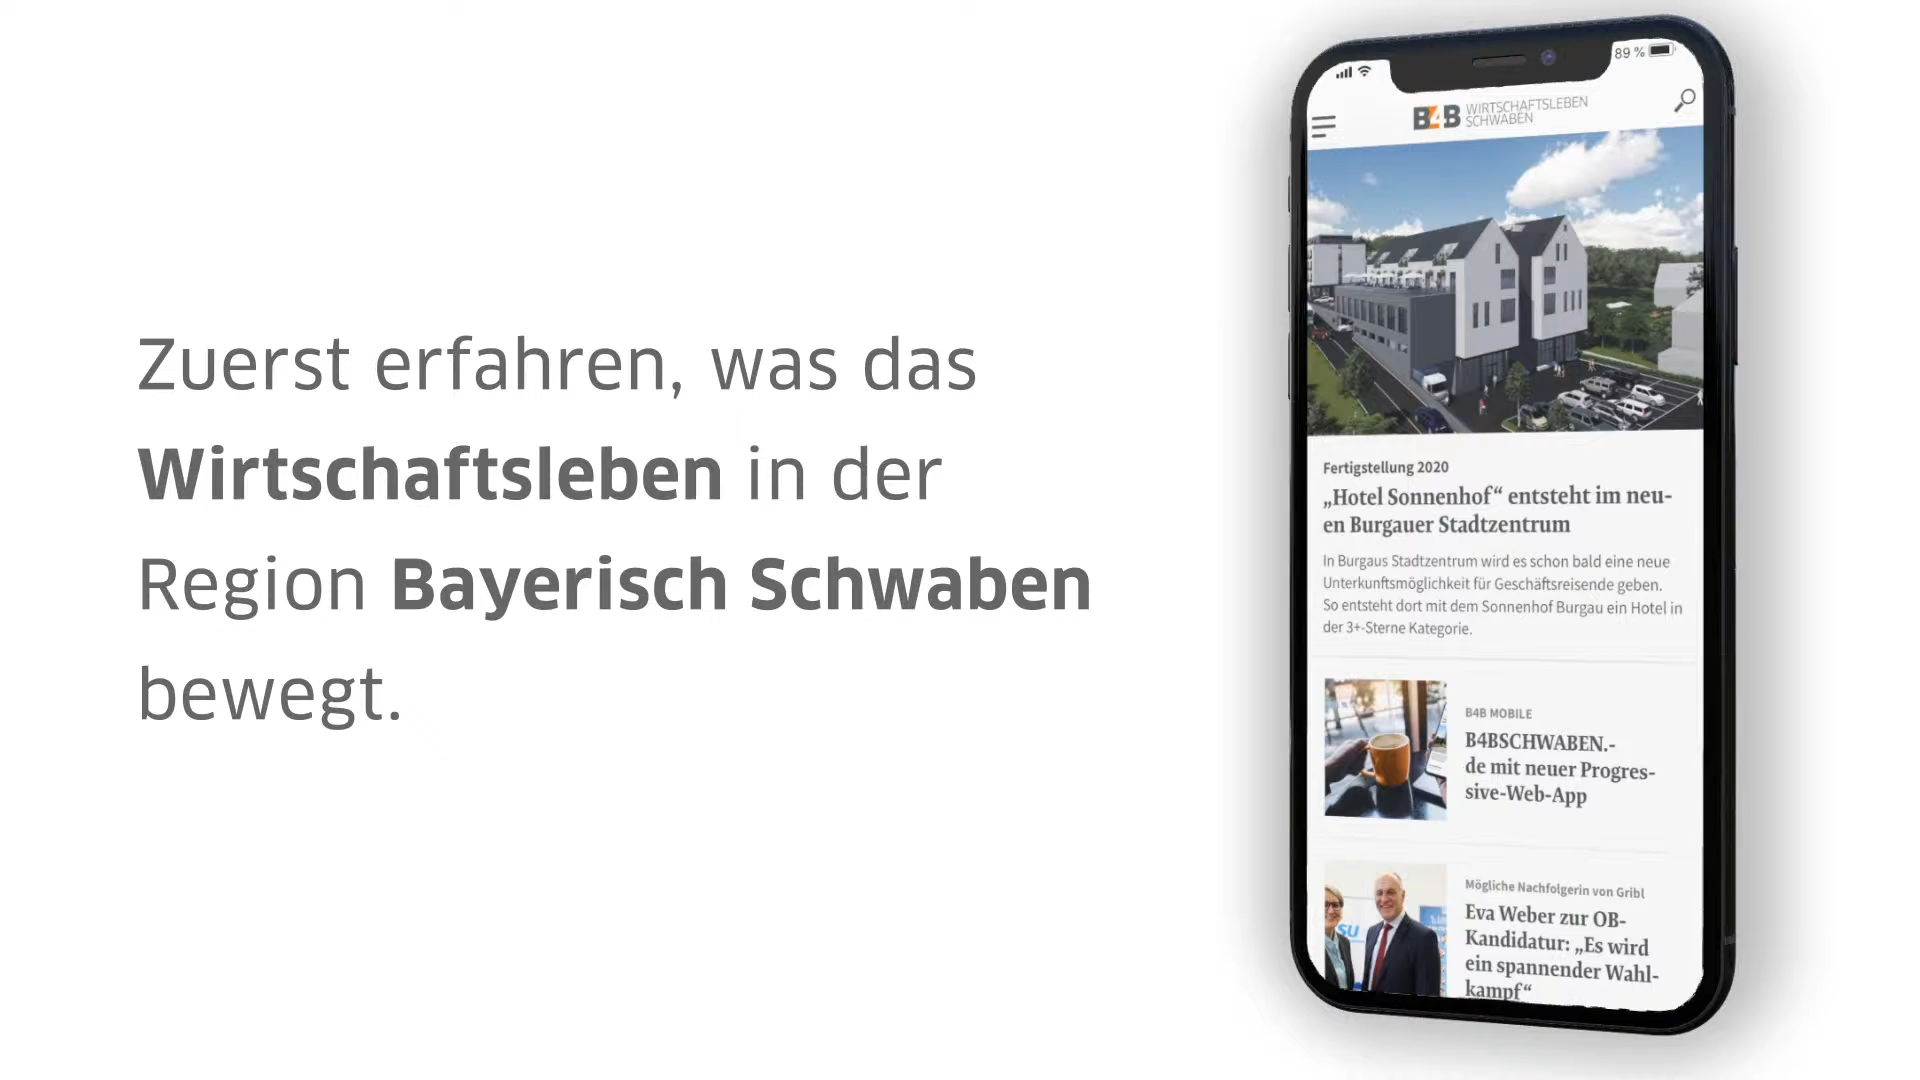 Zuerst erfahren, was das
Wirtschaftsleben in der
Region Bayerisch Schwaben
bewegt.
89 %
B4B WIRTSCHAFTSLEBEN
SCHWABEN
Fertigstellung 2020
„Hotel Sonnenhof“ entsteht im neu-
en Burgauer Stadtzentrum
In Burgaus Stadtzentrum wird es schon bald eine neue
Unterkunftsmöglichkeit für Geschäftsreisende geben.
So entsteht dort mit dem Sonnenhof Burgau ein Hotel in
der 3+-Sterne Kategorie.
B4B MOBILE
B4BSCHWABEN.-
de mit neuer Progres-
sive-Web-App
Mögliche Nachfolgerin von Gribl
Eva Weber zur OB-
Kandidatur: „Es wird
ein spannender Wahl-
kampf“
SU